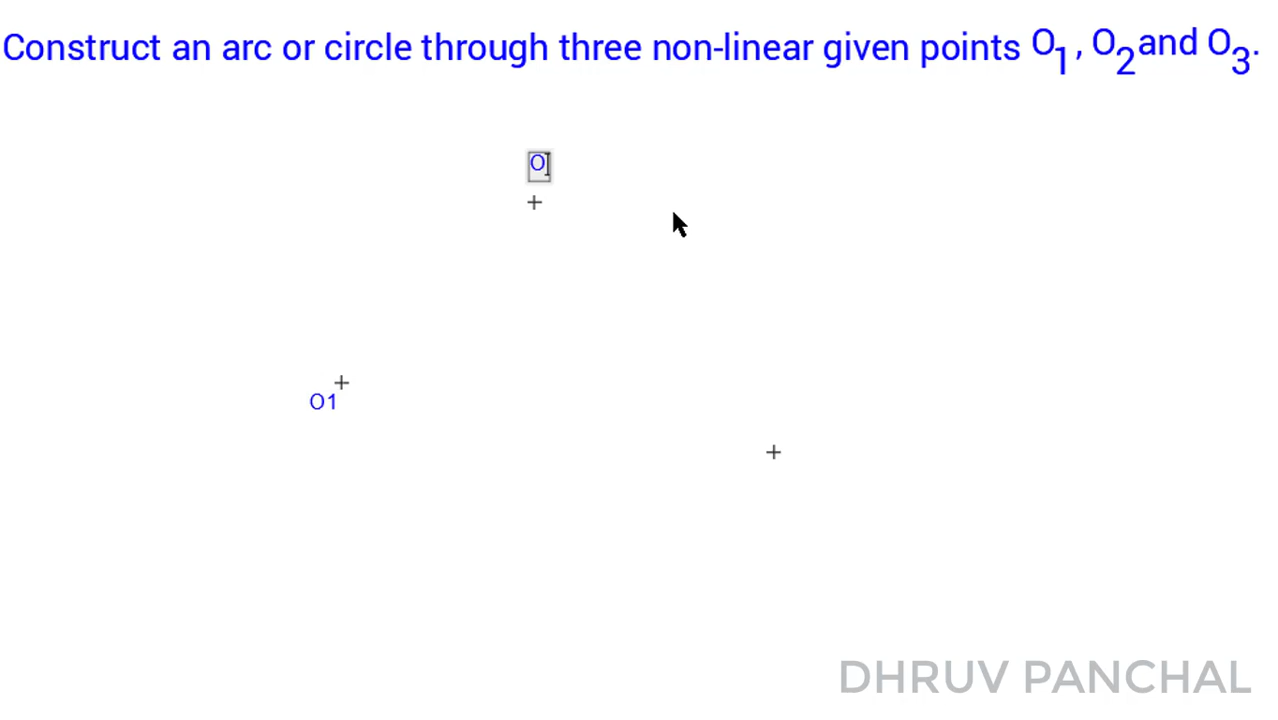 Construct an arc or circle through three non-linear given points O1, O2 and O3.
O
O1
DHRUV PANCHAL